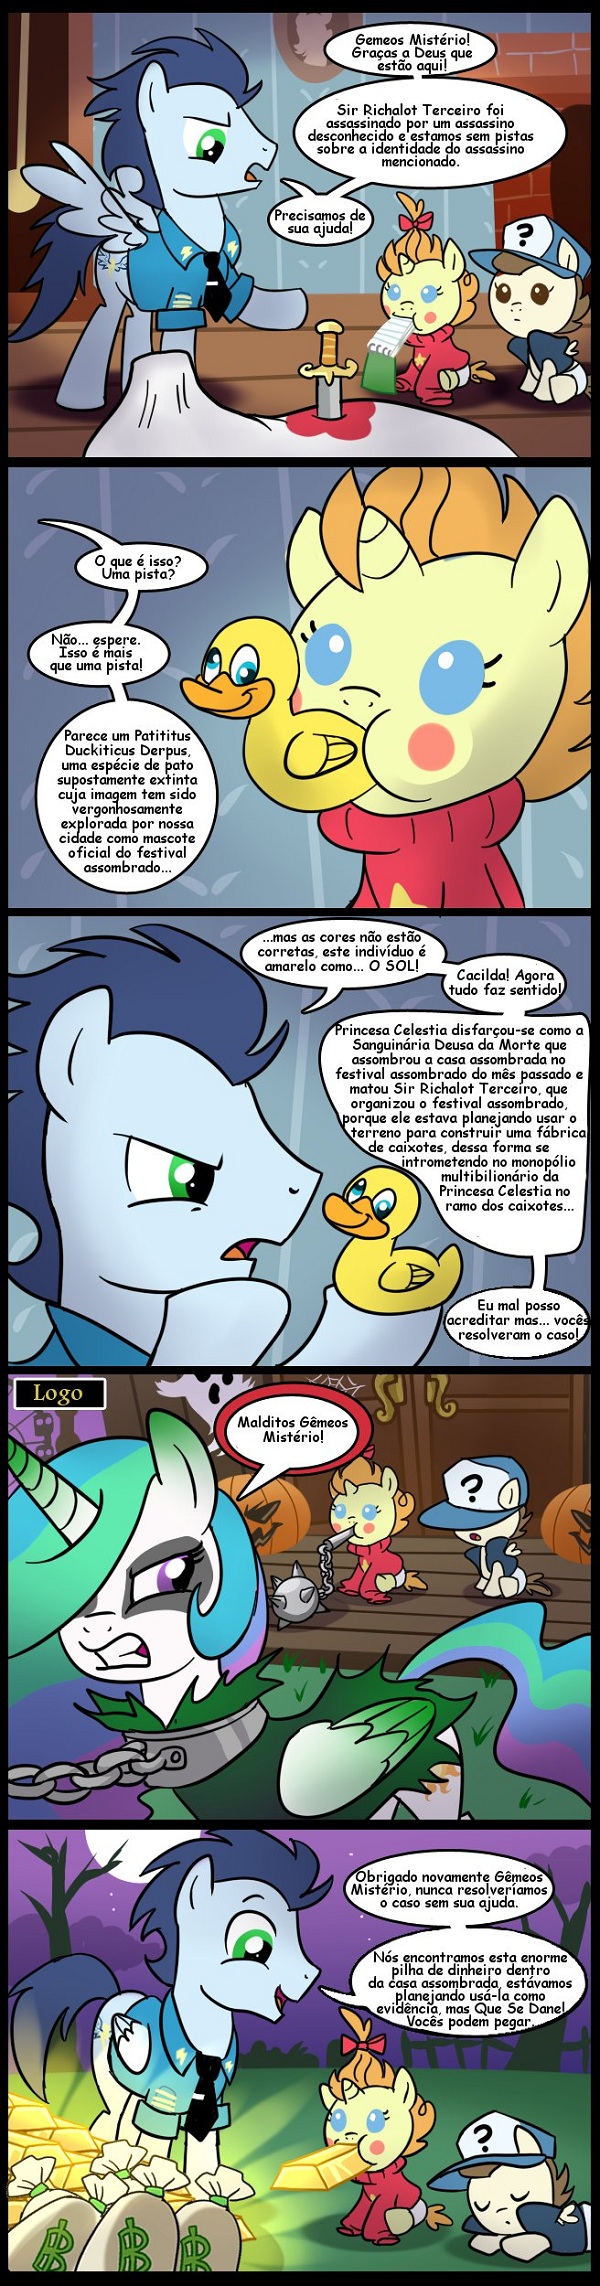 Gemeos Mistério!
Graças a Deus que
estão aqui!
Sir Richalot Terceiro foi
assassinado por um assassino
desconhecido e estamos sem pistas
sobre a identidade do assassino
mencionado.
Precisamos de
sua ajuda!
?
O que é isso?
Uma pista?
Não... espere.
Isso é mais
que uma pista!
Parece um Patititus
Duckiticus Derpus,
uma espécie de pato
supostamente extinta
cuja imagem tem sido
vergonhosamente
explorada por nossa
cidade como mascote
oficial do festival
assombrado...
...mas as cores não estão
corretas, este indivíduo é
amarelo como... O SOL!
Cacilda! Agora
tudo faz sentido!
Princesa Celestia disfarçou-se como a
Sanguinária Deusa da Morte que
assombrou a casa assombrada no
festival assombrado do mês passado e
matou Sir Richalot Terceiro, que
organizou o festival assombrado,
porque ele estava planejando usar o
terreno para construir uma fábrica
de caixotes, dessa forma se
intrometendo no monopólio
multibilionário da
Princesa Celestia no
ramo dos caixotes...
Eu mal posso
acreditar mas... vocês
resolveram o caso!
Logo
Malditos Gêmeos
Mistério!
?
Obrigado novamente Gêmeos
Mistério, nunca resolveríamos
o caso sem sua ajuda.
Nós encontramos esta enorme
pilha de dinheiro dentro
da casa assombrada, estávamos
planejando usá-la como
evidência, mas Que Se Dane!
Vocês podem pegar.
?
B
B
B